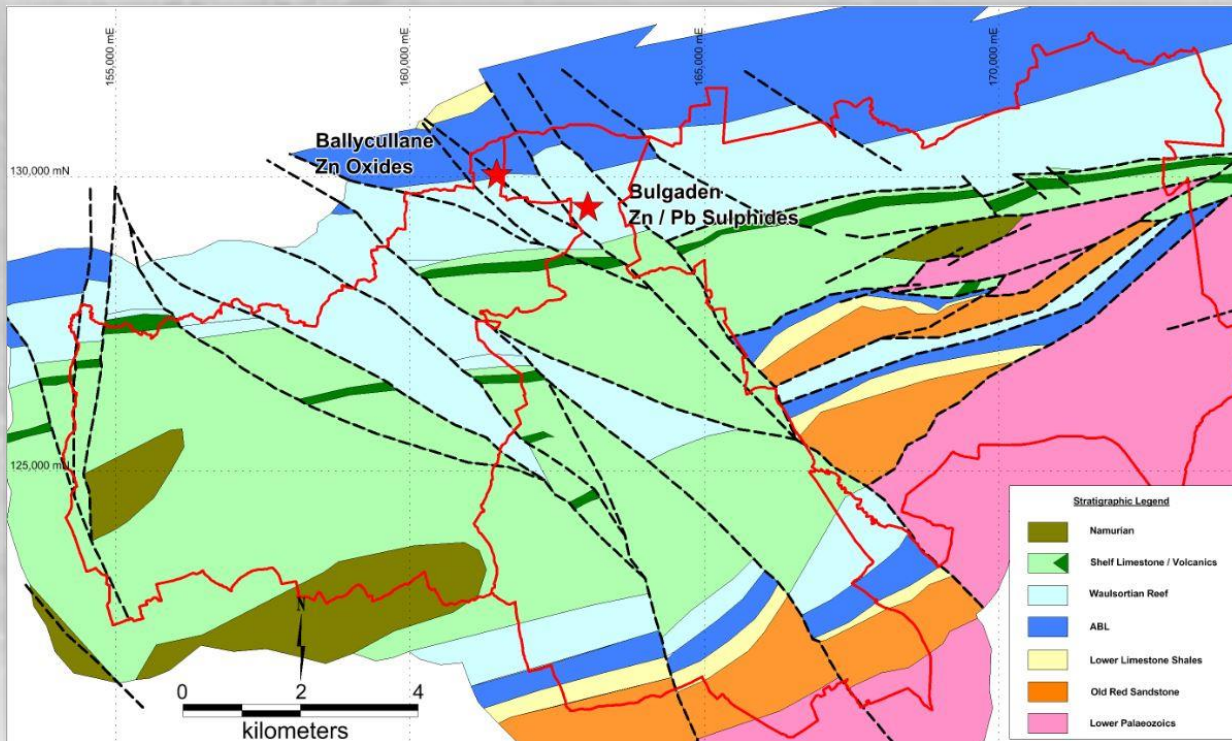 155,000 mE
160,000 mE
165,000 mE
170,000 mE
Ballycullane
Zn Oxides
130,000 mN
Bulgaden
Zn / Pb Sulphides
125,000 mN
Stratigraphic Legend
Namurian
Shelf Limestone / Volcanics
Waulsortian Reef
ABL
Lower Limestone Shales
Old Red Sandstone
Lower Palaeozoics
N
0 2 4
kilometers